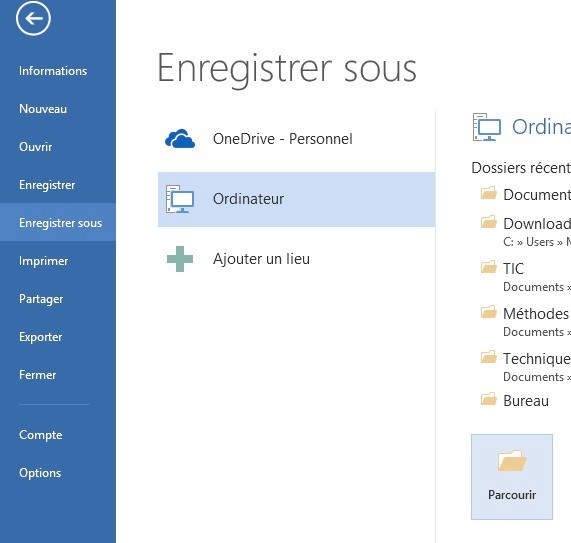 Informations
Nouveau
Ouvrir
Enregistrer
Enregistrer sous
Imprimer
Partager
Exporter
Fermer
Compte
Options
Enregistrer sous
OneDrive - Personnel
Ordinateur
Ajouter un lieu
Ordina
Dossiers récent
Document
Download
C: » Users » M
TIC
Documents »
Méthodes
Documents »
Technique
Documents »
Bureau
Parcourir